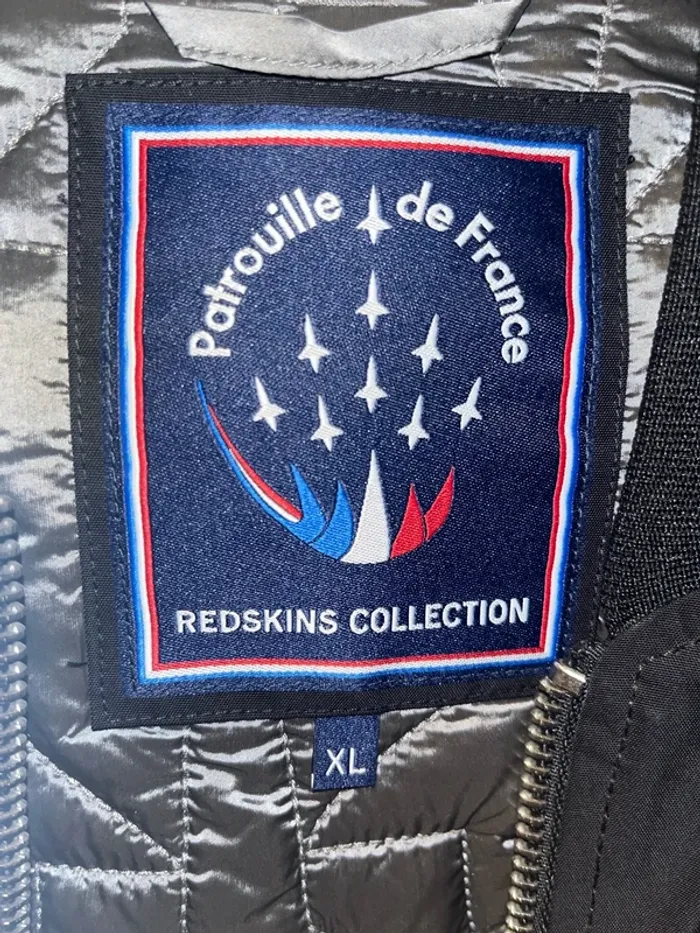 Patrouille de France
REDSKINS COLLECTION
XL